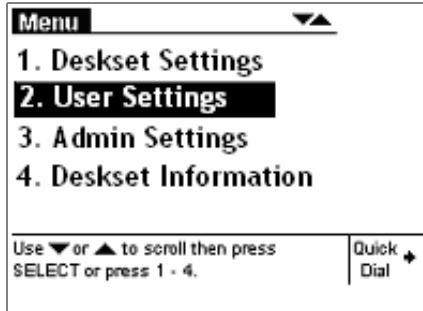 Menu ▼▲
1. Deskset Settings
2. User Settings
3. Admin Settings
4. Deskset Information
Use ▼ or ▲ to scroll then press
SELECT or press 1 - 4.
Quick
Dial